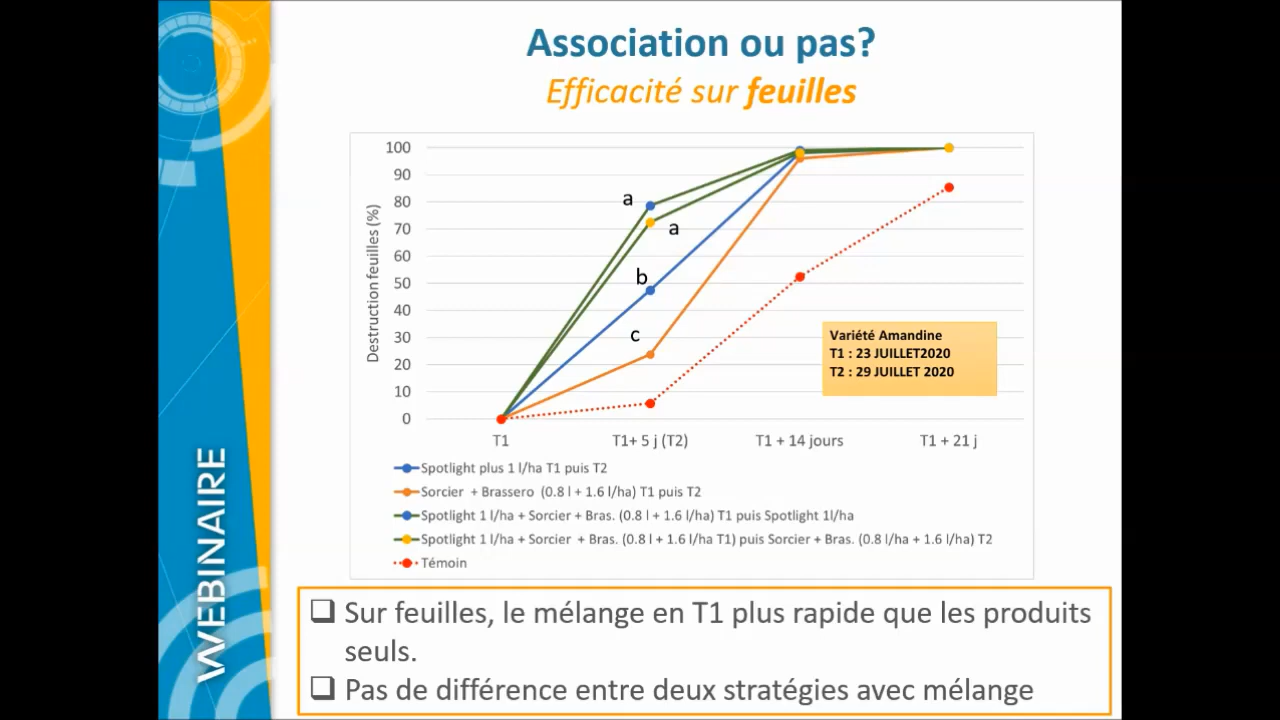 Association ou pas?
Efficacité sur feuilles
100
90
80
70
60
50
40
30
20
10
0
Destruction feuilles (%)
a
a
b
c
Variété Amandine
T1 : 23 JUILLET2020
T2 : 29 JUILLET 2020
T1
T1+ 5 j (T2)
T1 + 14 jours
T1 + 21 j
Spotlight plus 1 l/ha T1 puis T2
Sorcier + Brassero (0.8 l + 1.6 l/ha) T1 puis T2
Spotlight 1 l/ha + Sorcier + Bras. (0.8 l + 1.6 l/ha) T1 puis Spotlight 1l/ha
Spotlight 1 l/ha + Sorcier + Bras. (0.8 l + 1.6 l/ha T1) puis Sorcier + Bras. (0.8 l/ha + 1.6 l/ha) T2
Témoin
WEBINAIRE
❑ Sur feuilles, le mélange en T1 plus rapide que les produits
seuls.
❑ Pas de différence entre deux stratégies avec mélange